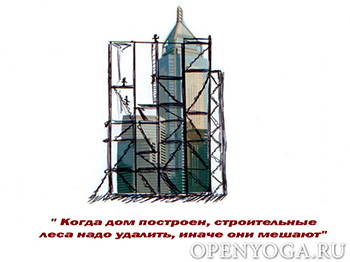 " Когда дом построен, строительные
леса надо удалить, иначе они мешают"
OPENYOGA.RU